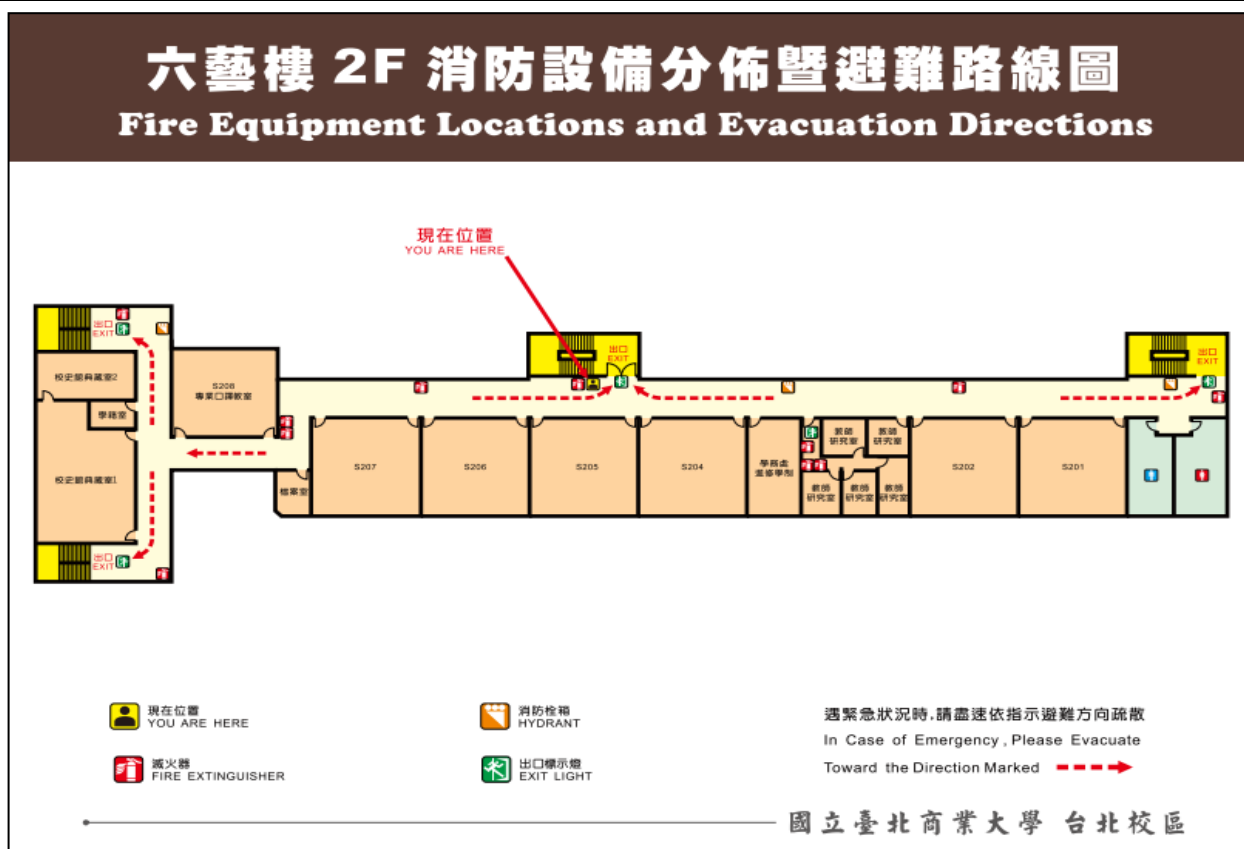 六藝樓 2F 消防設備分佈暨避難路線圖
Fire Equipment Locations and Evacuation Directions
現在位置
YOU ARE HERE
出口
EXIT
出口
EXIT
出口
EXIT
校史館典藏室2
學籍室
校史館典藏室1
出口
EXIT
S208
專業口譯教室
檔案室
S207
S206
S205
S204
學務處
進修學制
教師
研究室
教師
研究室
教師
研究室
教師
研究室
教師
研究室
S202
S201
現在位置
YOU ARE HERE
滅火器
FIRE EXTINGUISHER
消防栓箱
HYDRANT
出口標示燈
EXIT LIGHT
遇緊急狀況時,請盡速依指示避難方向疏散
In Case of Emergency, Please Evacuate
Toward the Direction Marked
國立臺北商業大學 台北校區